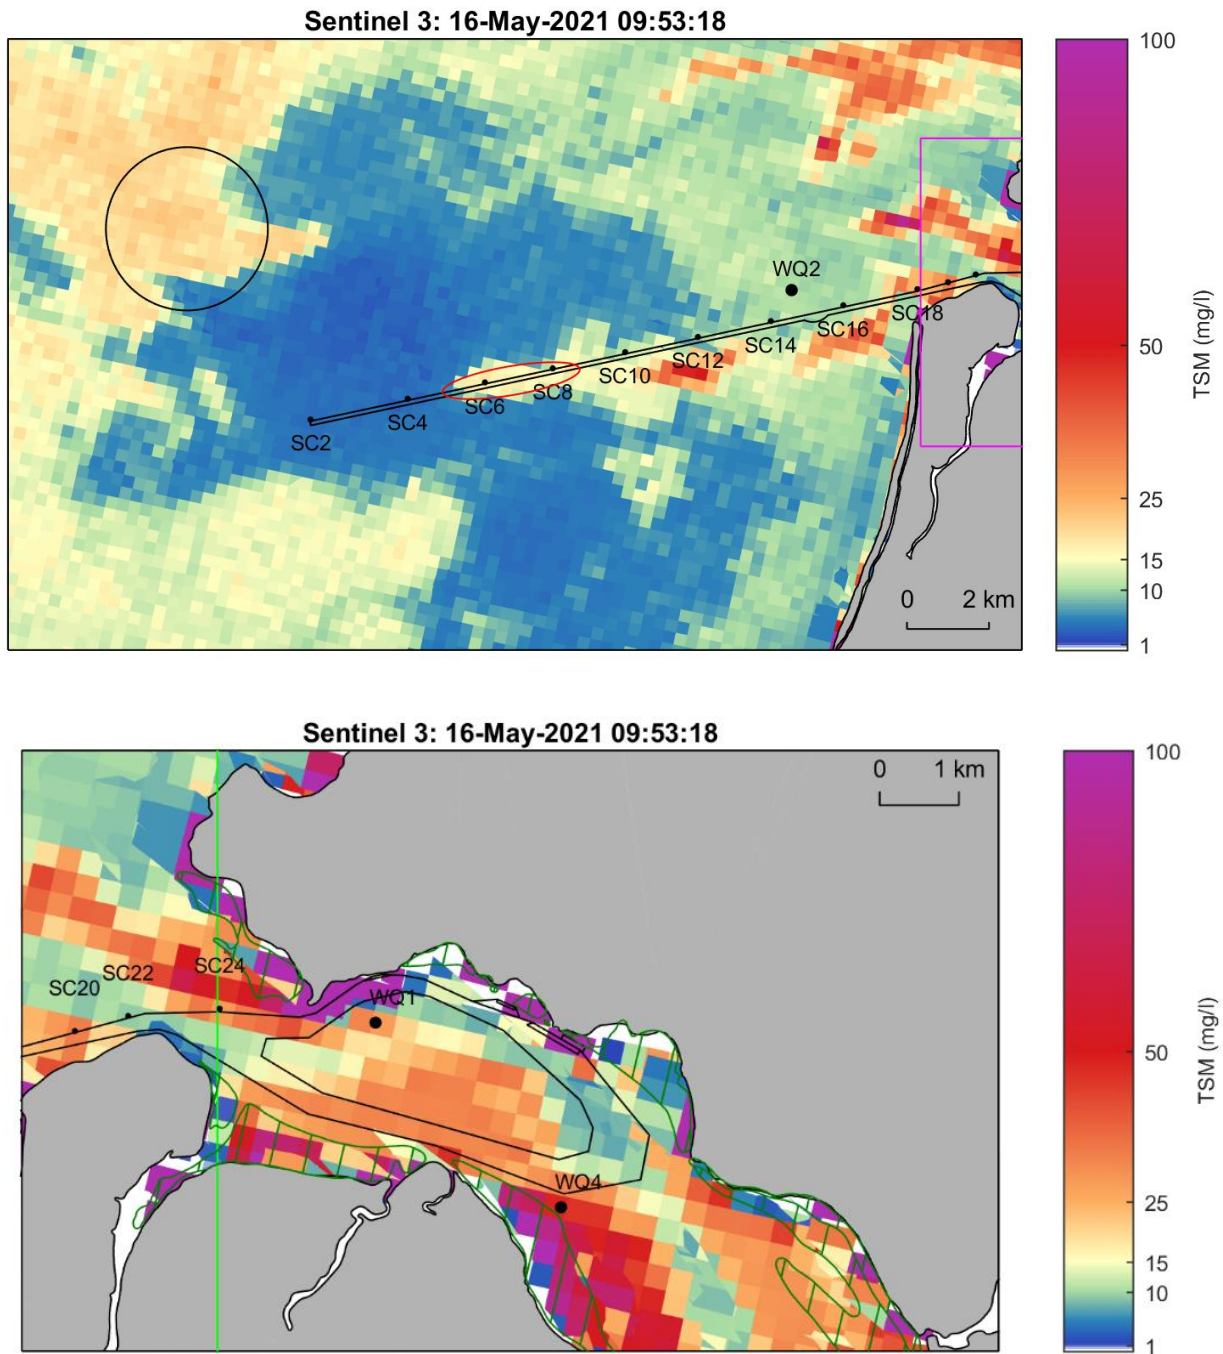 Sentinel 3: 16-May-2021 09:53:18
100
WQ2
TSM (mg/l)
SC18
SC16
SC14
50
SC12
SC10
SC8
SC6
SC4
SC2
25
15
0 2 km
10
1
Sentinel 3: 16-May-2021 09:53:18
100
0 1 km
SC24
SC22
SC20
WQ1
50
TSM (mg/l)
WQ4
25
15
10
1